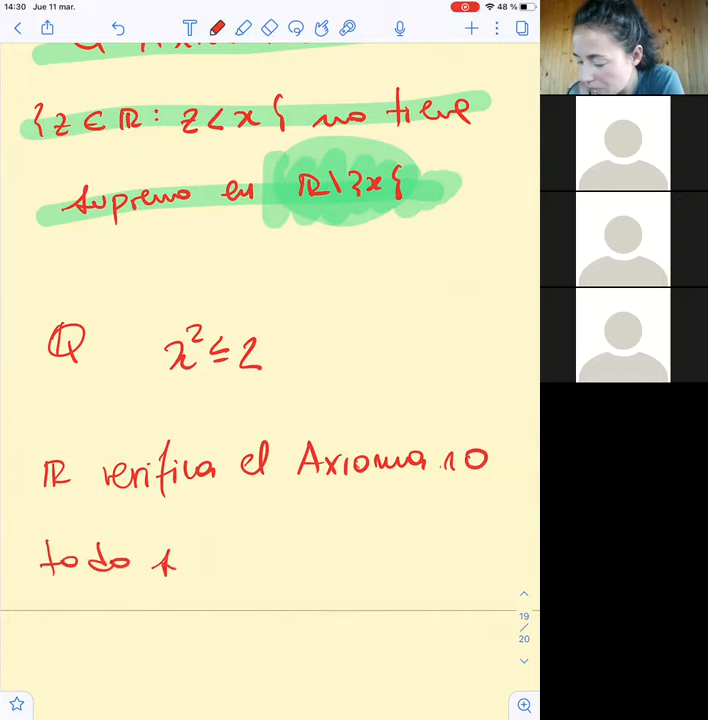 14:30 Jue 11 mar.
48 %
{z ∈ ℝ : z < x{ no tiene
supremo en ℝ\}x{
ℚ x² ≤ 2
ℝ verifica el Axioma 10
todo
19
/
20